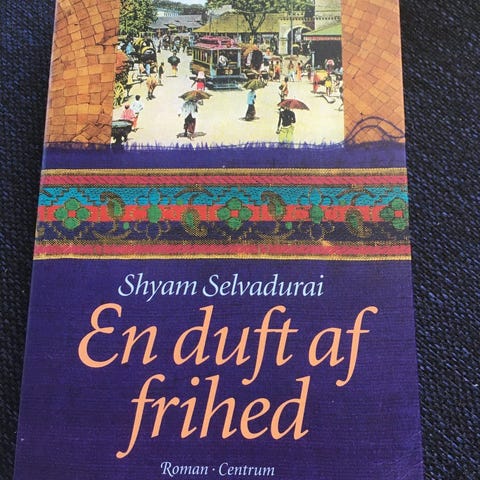 Shyam Selvadurai
En duft af
frihed
Roman · Centrum